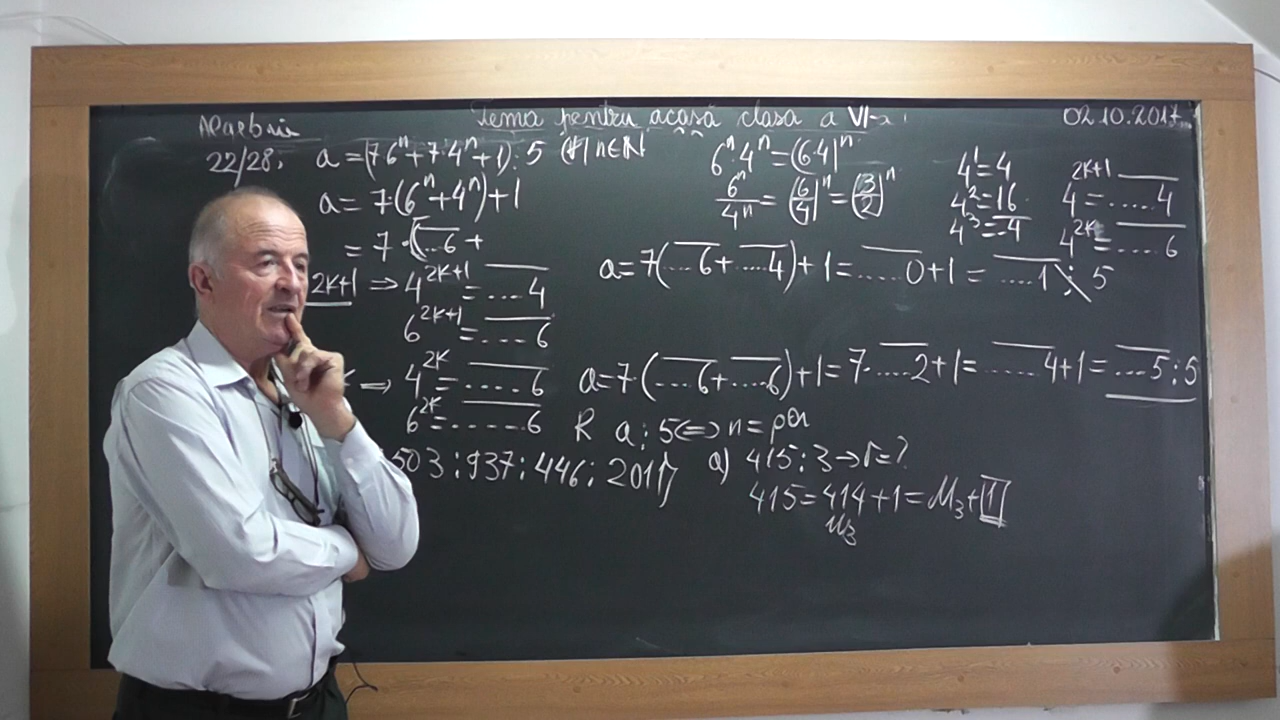 Tema pentru acasă clasa a VI-a
02.10.2017
Algebră
22/28.
a = (7·6ⁿ + 7·4ⁿ + 1) ⋮ 5 (∀) n∈ℕ
a = 7(6ⁿ + 4ⁿ) + 1
= 7·(...6 +
2k+1 ⇒ 4²ᵏ⁺¹ = ....4
6²ᵏ⁺¹ = ....6
⇒ 4²ᵏ = .....6
6²ᵏ = .....6
6ⁿ·4ⁿ = (6·4)ⁿ
6ⁿ/4ⁿ = (6/4)ⁿ = (3/2)ⁿ
4¹ = 4
4² = 16
4³ = ..4
4²ᵏ⁺¹ = .....4
4²ᵏ = .....6
a = 7(....6 + .....4) + 1 = .....0 + 1 = .....1 ⋮̸ 5
a = 7(....6 + ....6) + 1 = 7·....2 + 1 = ......4 + 1 = ...5 ⋮ 5
R a ⋮ 5 ⇔ n = par
503 ; 937 ; 446 ; 2011
a) 415 : 3 → r = ?
415 = 414 + 1 = M₃ + 1
M₃